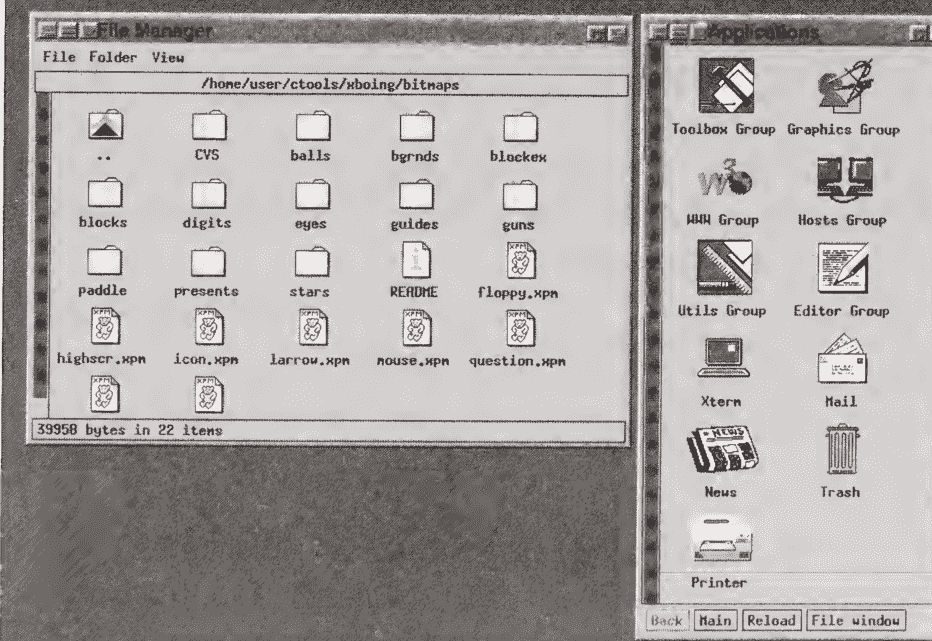 File Manager
File Folder View
/home/user/ctools/xboing/bitmaps
.. CVS balls bgrnds blockex
blocks digits eyes guides guns
paddle presents stars README floppy.xpm
highscr.xpm icon.xpm larrow.xpm mouse.xpm question.xpm
39958 bytes in 22 items
Applications
Toolbox Group Graphics Group
WWW Group Hosts Group
Utils Group Editor Group
Xterm Mail
News Trash
Printer
Back Main Reload File window